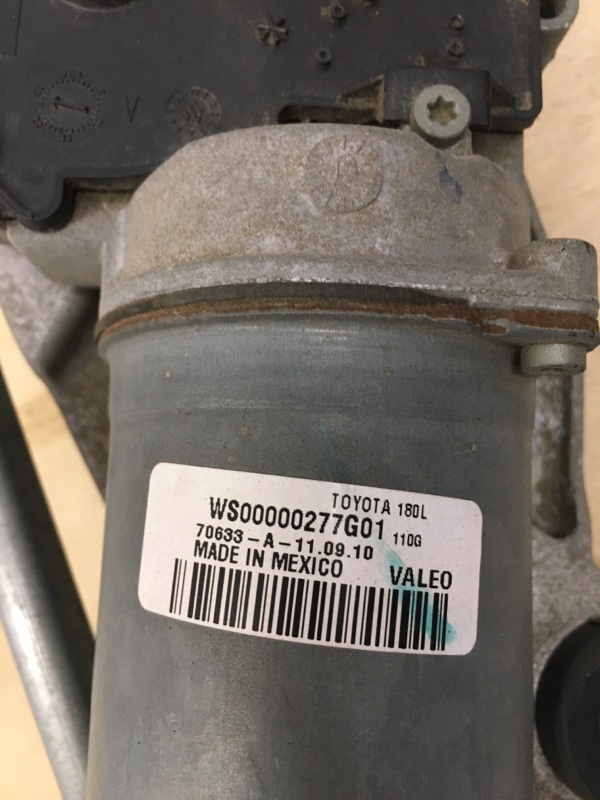 TOYOTA 180L
WS00000277G01 110G
70633-A-11.09.10
MADE IN MEXICO VALEO